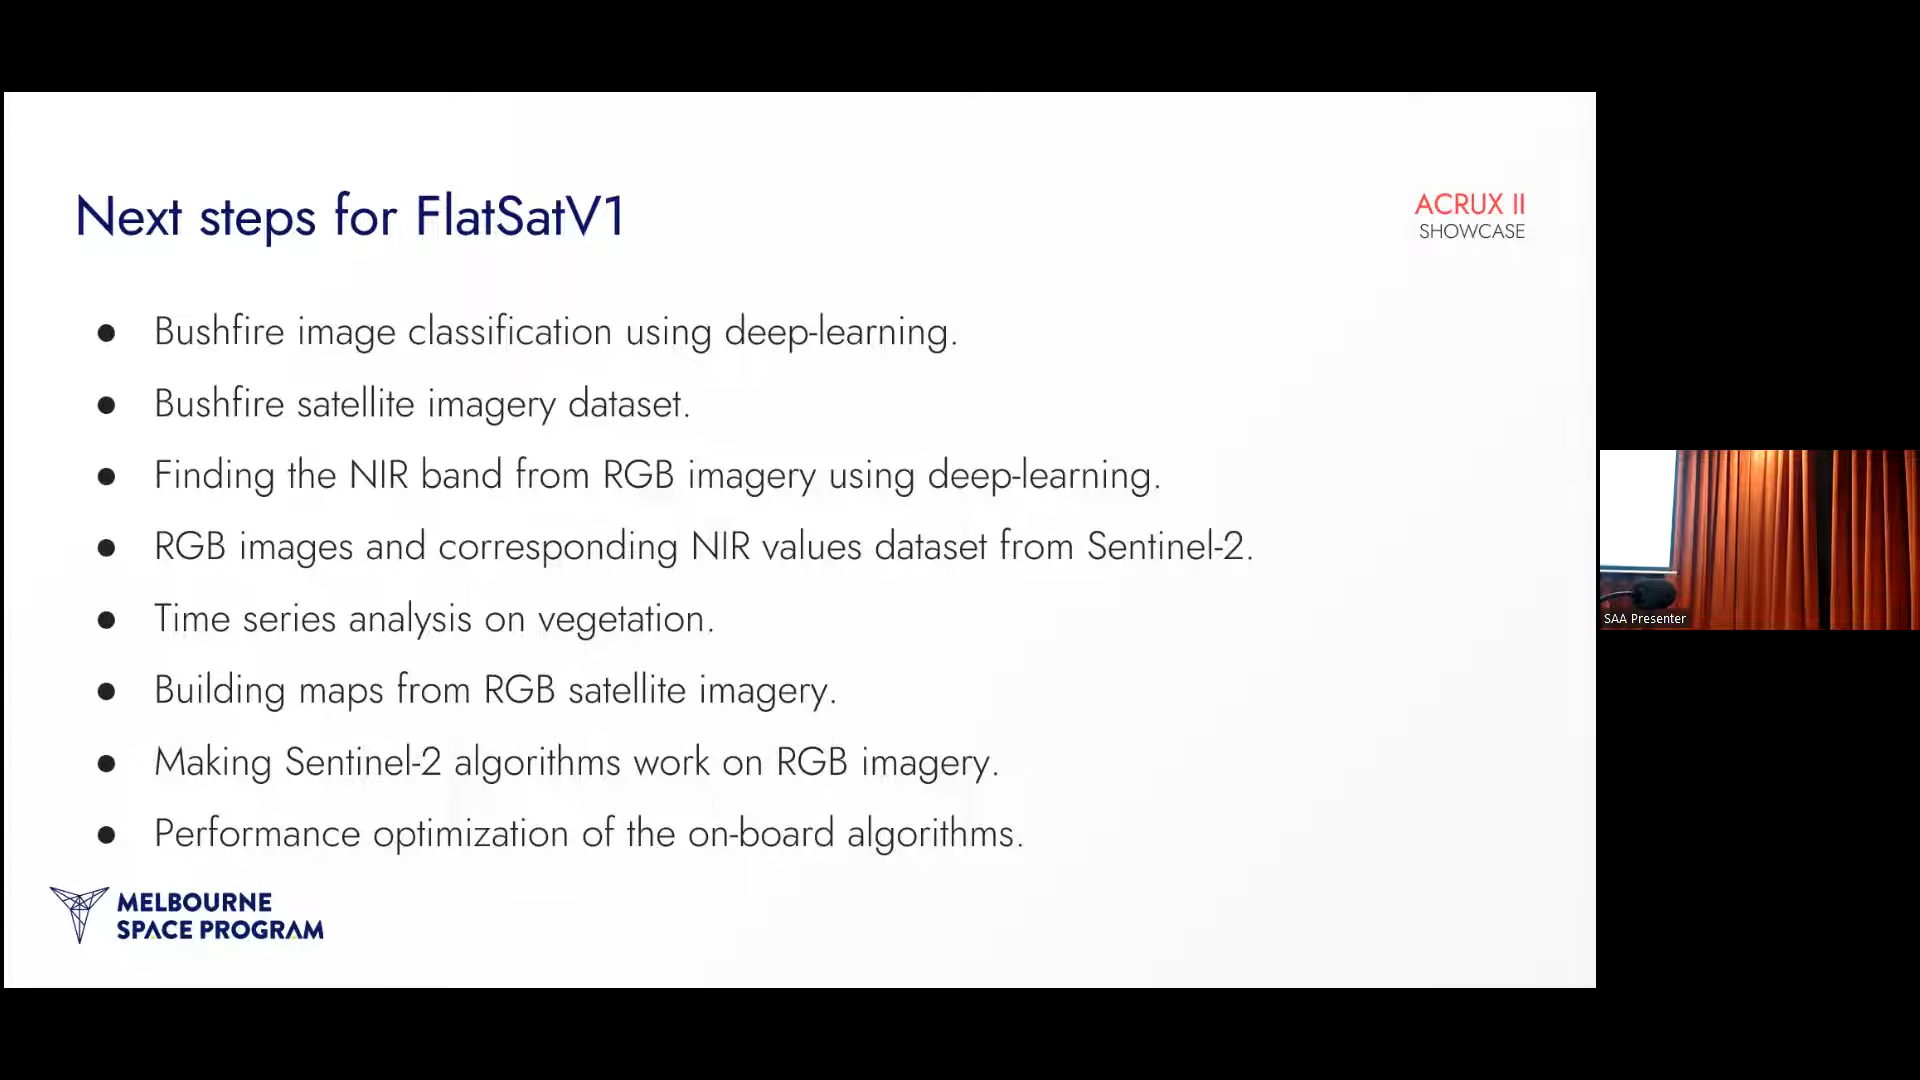 Next steps for FlatSatV1
ACRUX II
SHOWCASE
● Bushfire image classification using deep-learning.
● Bushfire satellite imagery dataset.
● Finding the NIR band from RGB imagery using deep-learning.
● RGB images and corresponding NIR values dataset from Sentinel-2.
● Time series analysis on vegetation.
● Building maps from RGB satellite imagery.
● Making Sentinel-2 algorithms work on RGB imagery.
● Performance optimization of the on-board algorithms.
MELBOURNE
SPACE PROGRAM
SAA Presenter